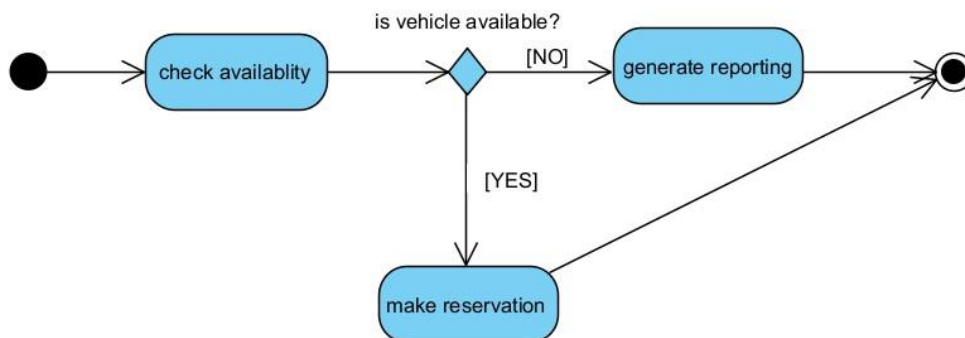 is vehicle available?
check availablity
[NO]
generate reporting
[YES]
make reservation